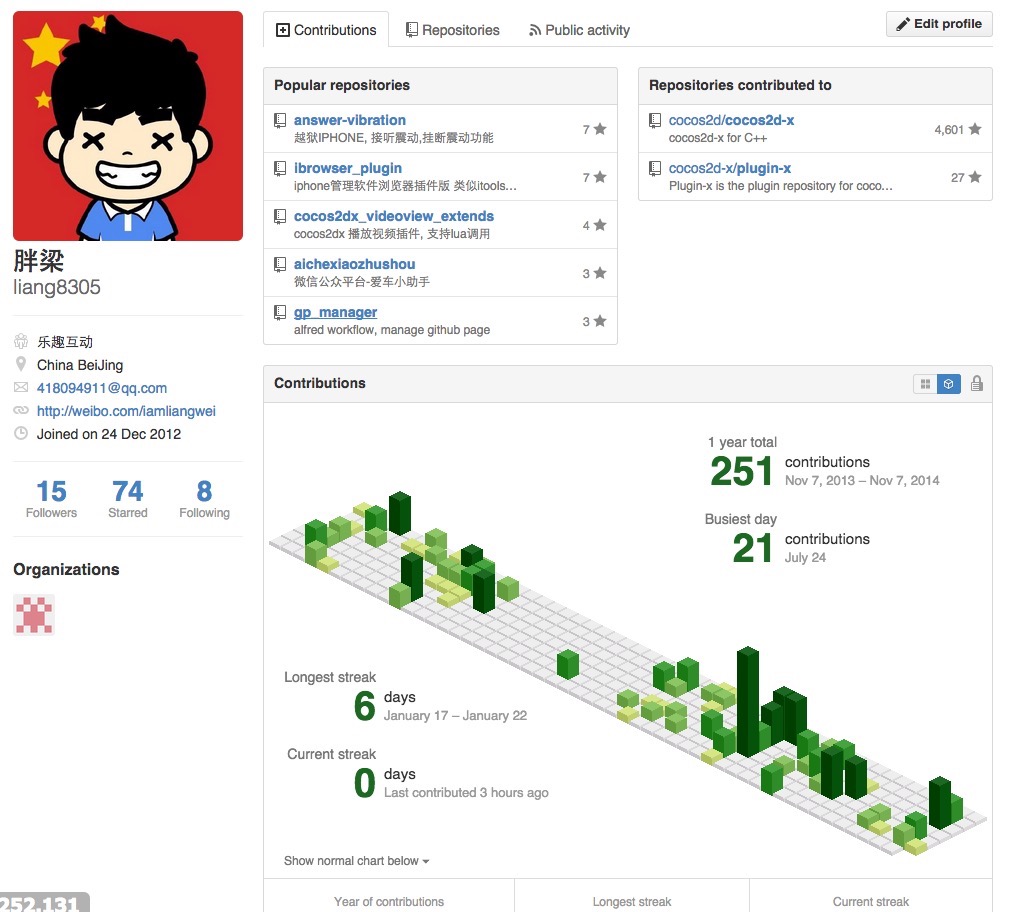 Contributions
Repositories
Public activity
Edit profile
胖梁
liang8305
乐趣互动
China BeiJing
418094911@qq.com
http://weibo.com/iamliangwei
Joined on 24 Dec 2012
15 74 8
Followers Starred Following
Organizations
Popular repositories
answer-vibration
7
越狱IPHONE, 接听震动,挂断震动功能
ibrowser_plugin
7
iphone管理软件浏览器插件版 类似itools...
cocos2dx_videoview_extends
4
cocos2dx 播放视频插件, 支持lua调用
aichexiaozhushou
3
微信公众平台-爱车小助手
gp_manager
3
alfred workflow, manage github page
Repositories contributed to
cocos2d/cocos2d-x
4,601
cocos2d-x for C++
cocos2d-x/plugin-x
27
Plugin-x is the plugin repository for coco...
Contributions
1 year total
251 contributions
Nov 7, 2013 – Nov 7, 2014
Busiest day
21 contributions
July 24
Longest streak
6 days
January 17 – January 22
Current streak
0 days
Last contributed 3 hours ago
Show normal chart below
Year of contributions
Longest streak
Current streak
252,131